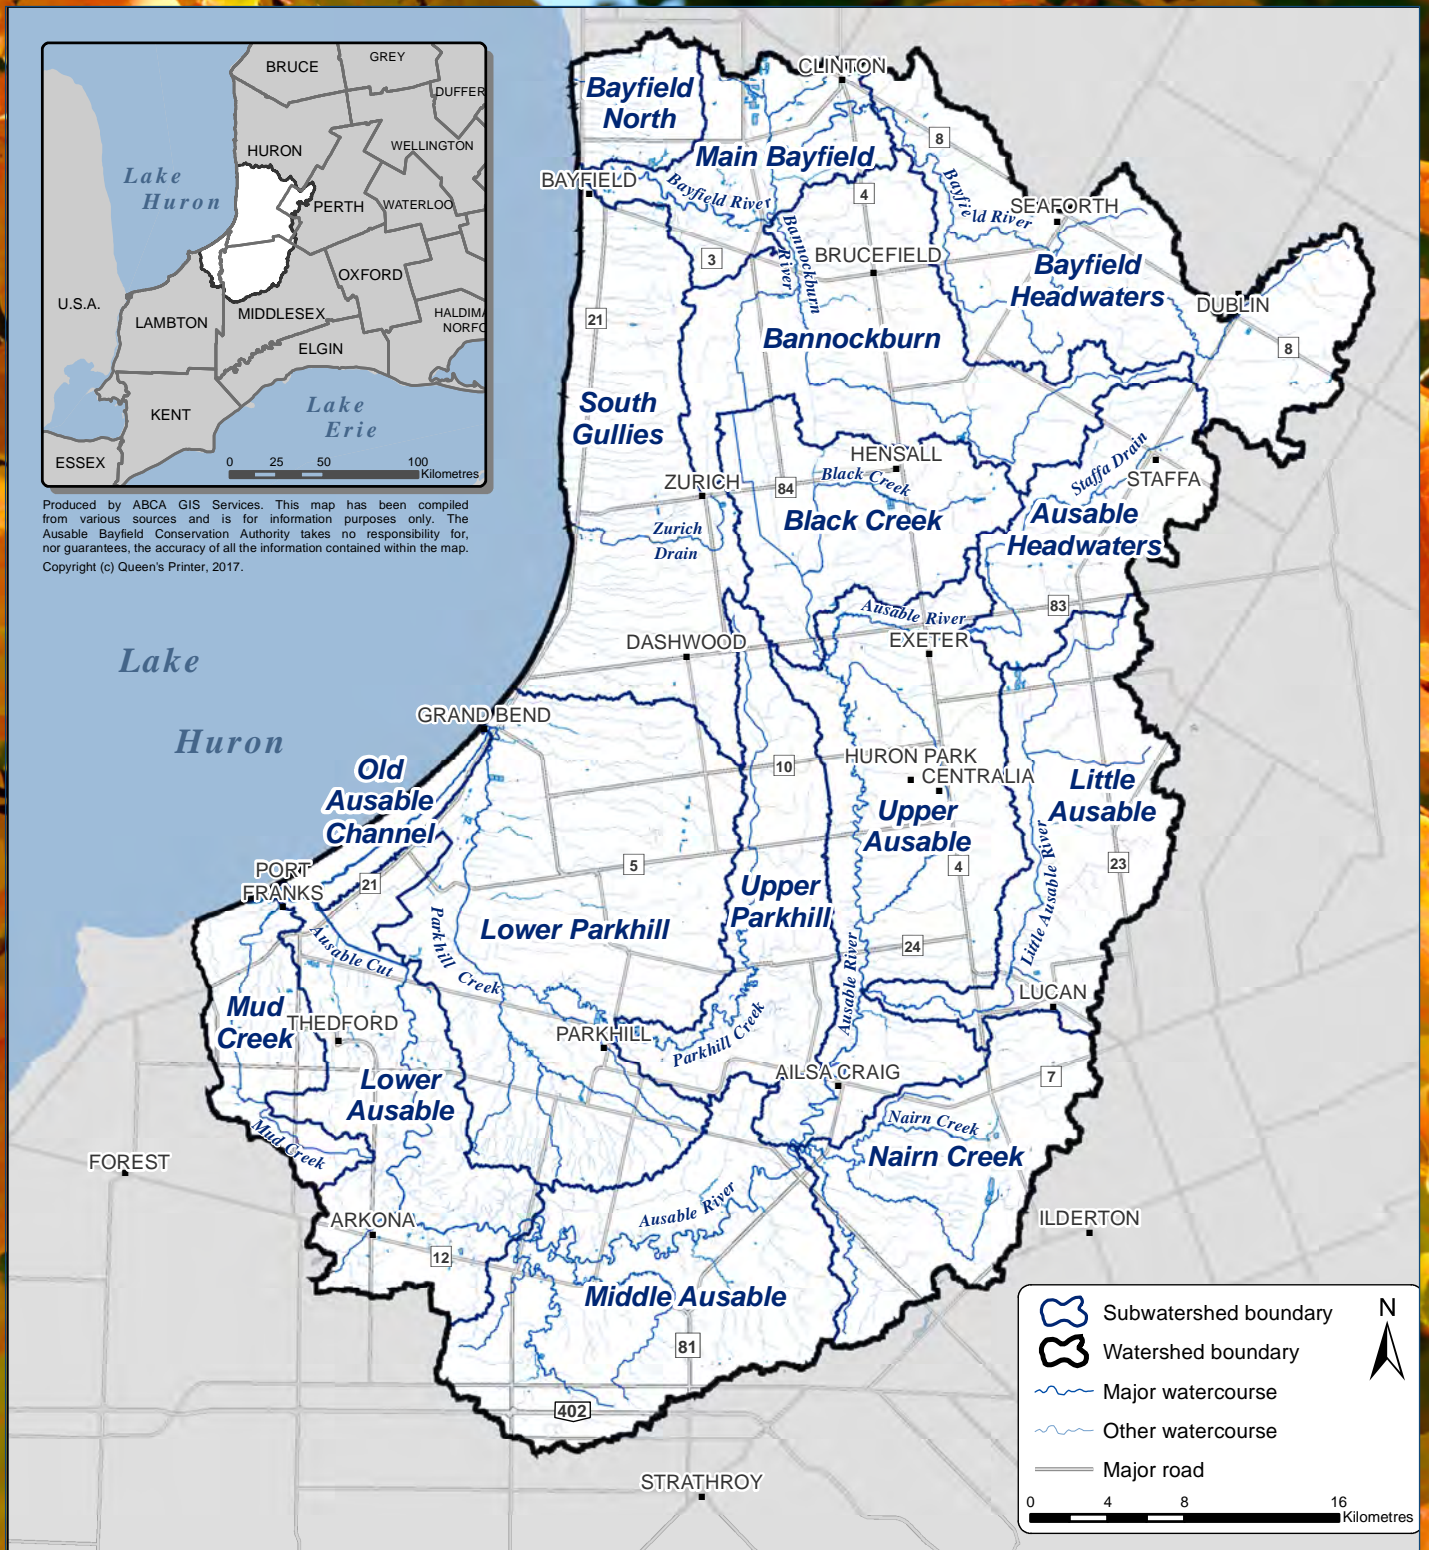 BRUCE
GREY
DUFFER
HURON
WELLINGTON
Lake
Huron
PERTH
WATERLOO
OXFORD
U.S.A.
LAMBTON
MIDDLESEX
HALDIMA
NORFO
ELGIN
KENT
Lake
Erie
ESSEX
0 25 50 100
Kilometres
Produced by ABCA GIS Services. This map has been compiled
from various sources and is for information purposes only. The
Ausable Bayfield Conservation Authority takes no responsibility for,
nor guarantees, the accuracy of all the information contained within the map.
Copyright (c) Queen's Printer, 2017.
Bayfield
North
CLINTON
8
Main Bayfield
BAYFIELD
Bayfield River
4
Bayfield River
SEAFORTH
Bannockburn
River
3
BRUCEFIELD
Bayfield
Headwaters
DUBLIN
21
Bannockburn
8
South
Gullies
HENSALL
Staffa Drain
STAFFA
ZURICH
84
Black Creek
Black Creek
Ausable
Headwaters
Zurich
Drain
83
Ausable River
DASHWOOD
EXETER
Lake
Huron
GRAND BEND
Old
Ausable
Channel
10
HURON PARK
CENTRALIA
Little
Ausable
Upper
Ausable
5
4
23
PORT
FRANKS
21
Upper
Parkhill
Little Ausable River
Lower Parkhill
Parkhill Creek
Ausable Cut
24
Ausable River
LUCAN
Mud
Creek
THEDFORD
PARKHILL
Parkhill Creek
Lower
Ausable
AILSA CRAIG
7
Nairn Creek
Nairn Creek
Mud Creek
FOREST
ARKONA
Ausable River
ILDERTON
12
Middle Ausable
81
402
STRATHROY
Subwatershed boundary
N
Watershed boundary
Major watercourse
Other watercourse
Major road
0 4 8 16
Kilometres